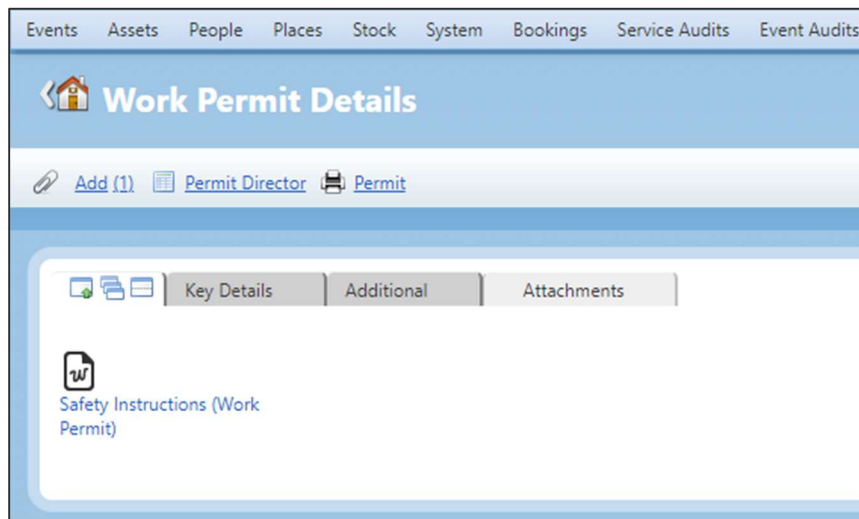 Events Assets People Places Stock System Bookings Service Audits Event Audits
Work Permit Details
Add (1) Permit Director Permit
Key Details Additional Attachments
Safety Instructions (Work
Permit)